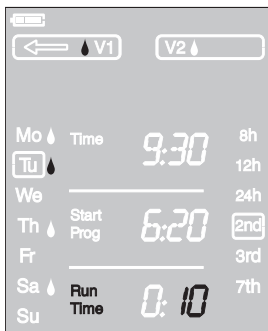 V1 V2
Mo Time 9:30 8h
Tu 12h
We 24h
Th Start Prog 6:20 2nd
Fr 3rd
Sa Run Time 0:10 7th
Su